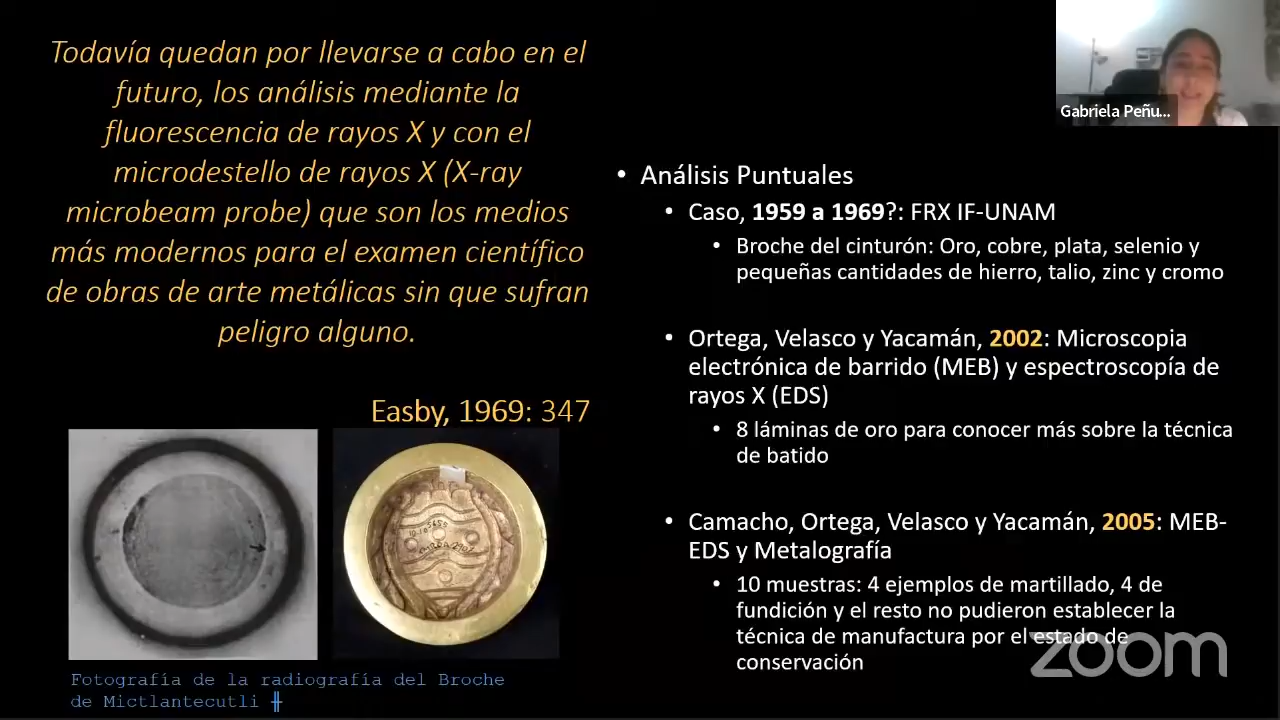 Todavía quedan por llevarse a cabo en el
futuro, los análisis mediante la
fluorescencia de rayos X y con el
microdestello de rayos X (X-ray
microbeam probe) que son los medios
más modernos para el examen científico
de obras de arte metálicas sin que sufran
peligro alguno.
Easby, 1969: 347
Fotografía de la radiografía del Broche
de Mictlantecutli
Gabriela Peñu...
• Análisis Puntuales
• Caso, 1959 a 1969?: FRX IF-UNAM
• Broche del cinturón: Oro, cobre, plata, selenio y
pequeñas cantidades de hierro, talio, zinc y cromo
• Ortega, Velasco y Yacamán, 2002: Microscopia
electrónica de barrido (MEB) y espectroscopía de
rayos X (EDS)
• 8 láminas de oro para conocer más sobre la técnica
de batido
• Camacho, Ortega, Velasco y Yacamán, 2005: MEB-
EDS y Metalografía
• 10 muestras: 4 ejemplos de martillado, 4 de
fundición y el resto no pudieron establecer la
técnica de manufactura por el estado de
conservación
zoom